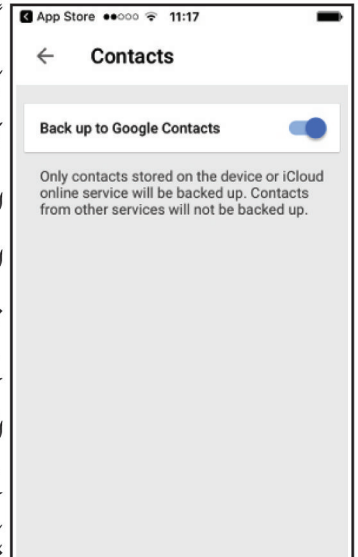 App Store 11:17
Contacts
Back up to Google Contacts
Only contacts stored on the device or iCloud
online service will be backed up. Contacts
from other services will not be backed up.